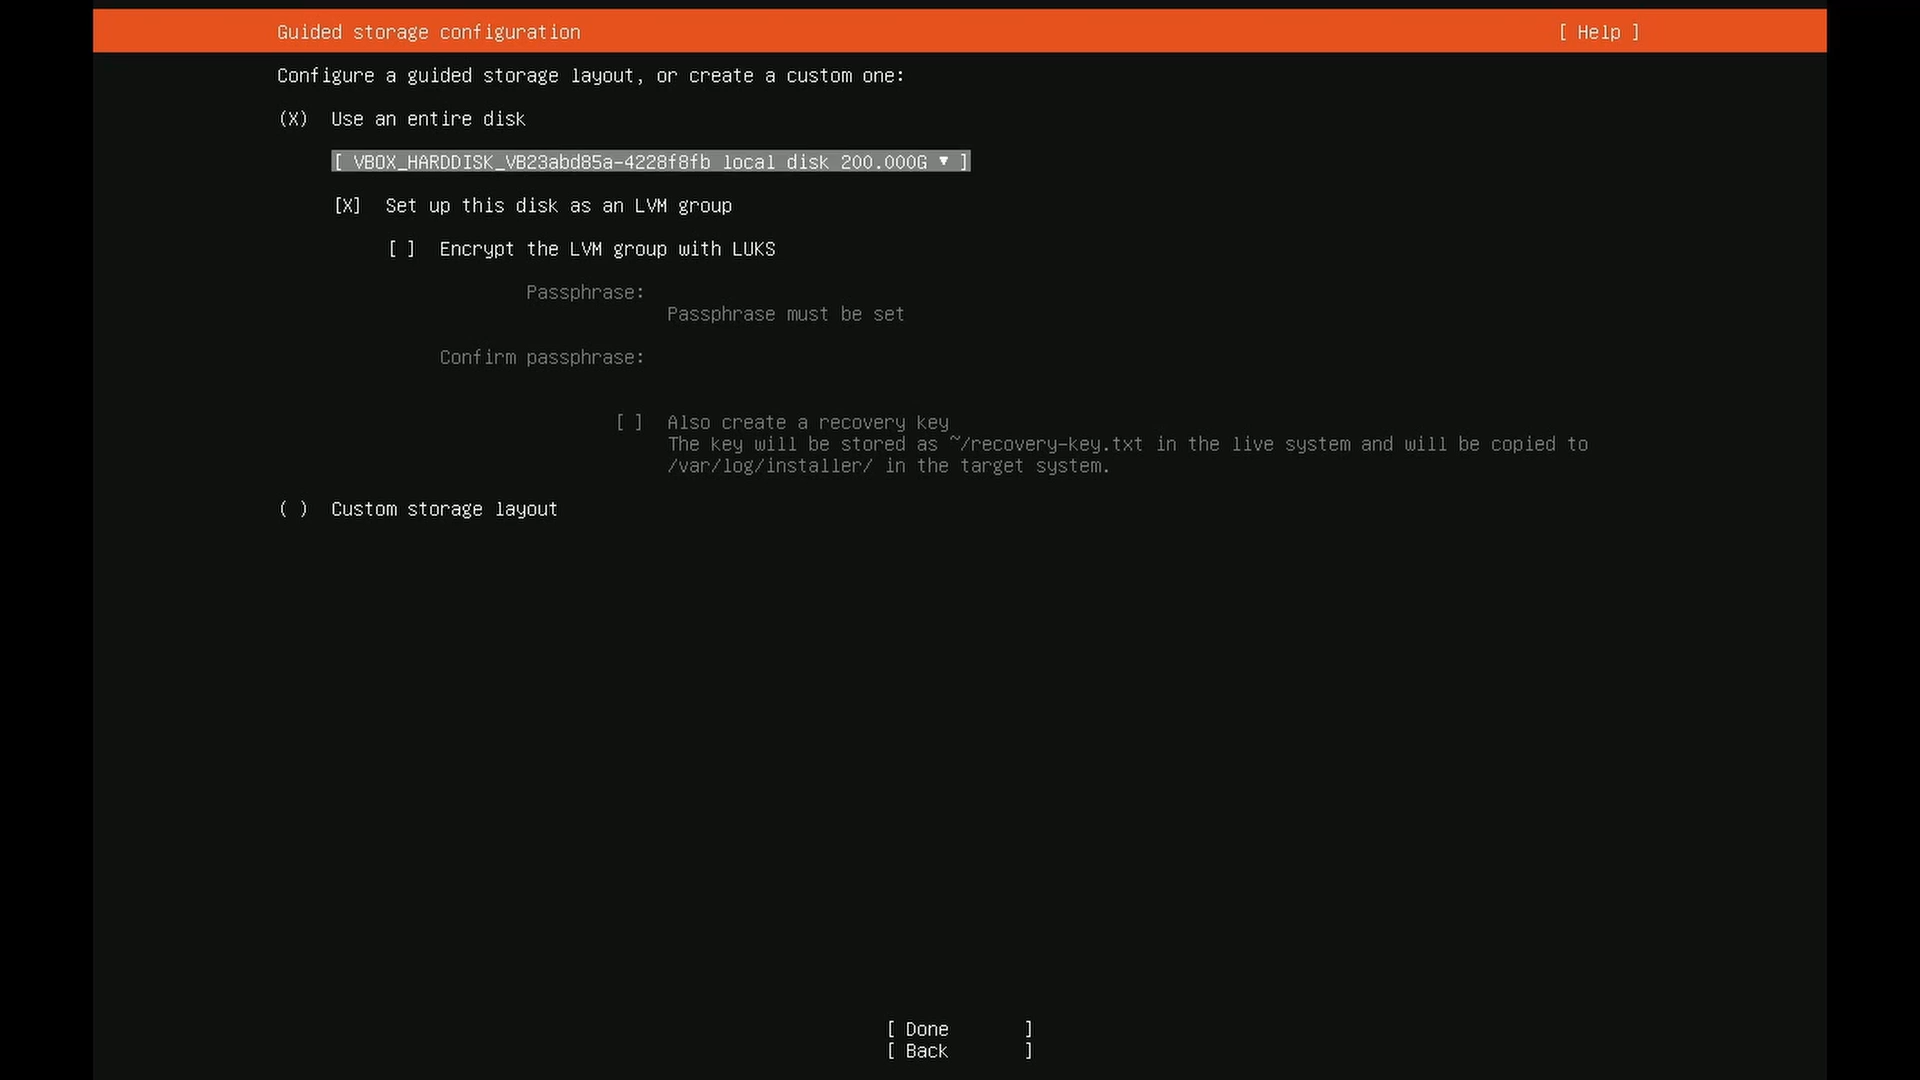 Guided storage configuration [ Help ]
Configure a guided storage layout, or create a custom one:
(X) Use an entire disk
[ VBOX_HARDDISK_VB23abd85a-4228f8fb local disk 200.000G ▾ ]
[X] Set up this disk as an LVM group
[ ] Encrypt the LVM group with LUKS
Passphrase:
Passphrase must be set
Confirm passphrase:
[ ] Also create a recovery key
The key will be stored as ~/recovery-key.txt in the live system and will be copied to
/var/log/installer/ in the target system.
( ) Custom storage layout
[ Done ]
[ Back ]